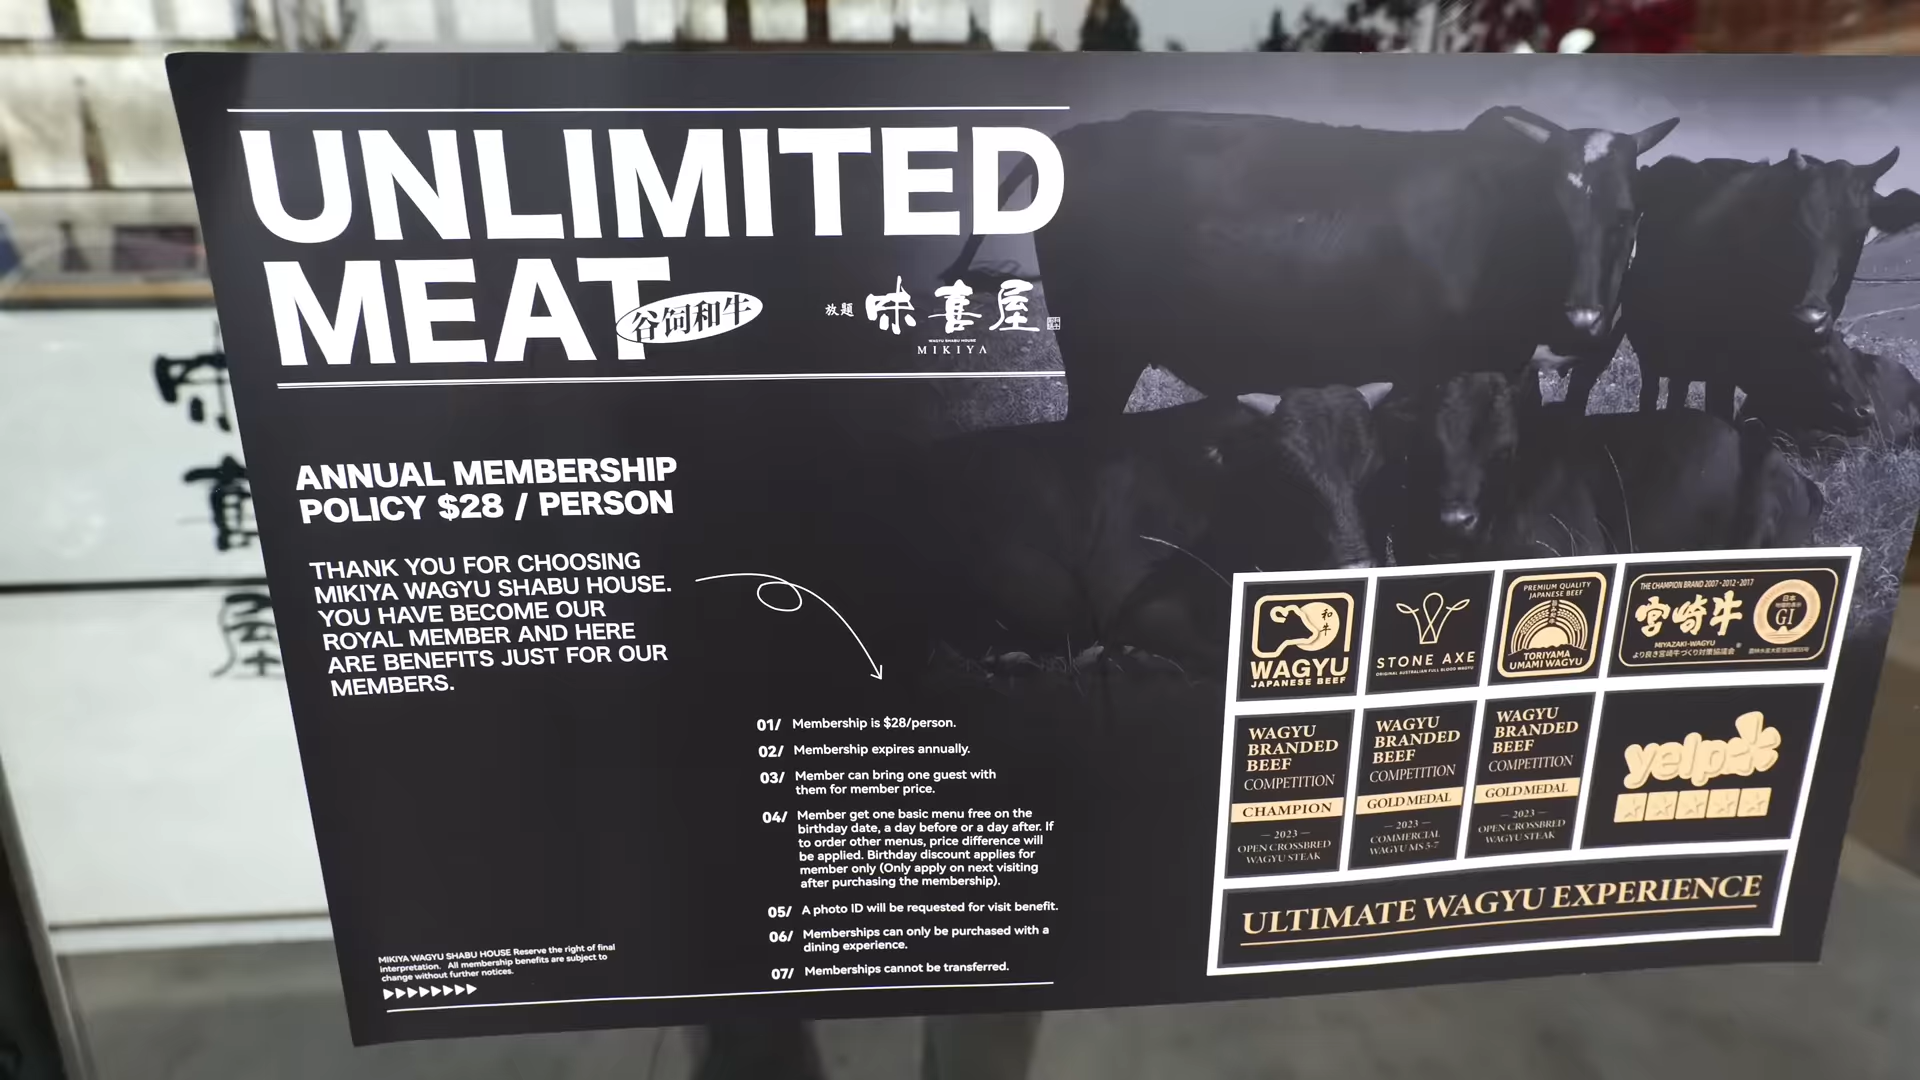 UNLIMITED
MEAT
谷饲和牛
放題 味喜屋
WAGYU SHABU HOUSE
MIKIYA
ANNUAL MEMBERSHIP
POLICY $28 / PERSON
THANK YOU FOR CHOOSING
MIKIYA WAGYU SHABU HOUSE.
YOU HAVE BECOME OUR
ROYAL MEMBER AND HERE
ARE BENEFITS JUST FOR OUR
MEMBERS.
01/ Membership is $28/person.
02/ Membership expires annually.
03/ Member can bring one guest with
them for member price.
04/ Member get one basic menu free on the
birthday date, a day before or a day after. If
to order other menus, price difference will
be applied. Birthday discount applies for
member only (Only apply on next visiting
after purchasing the membership).
05/ A photo ID will be requested for visit benefit.
06/ Memberships can only be purchased with a
dining experience.
07/ Memberships cannot be transferred.
MIKIYA WAGYU SHABU HOUSE Reserve the right of final
interpretation. All membership benefits are subject to
change without further notices.
和牛
WAGYU
JAPANESE BEEF
STONE AXE
ORIGINAL AUSTRALIAN FULL BLOOD WAGYU
PREMIUM QUALITY
JAPANESE BEEF
TORIYAMA
UMAMI WAGYU
THE CHAMPION BRAND 2007・2012・2017
宮崎牛
MIYAZAKI-WAGYU
より良き宮崎牛づくり対策協議会
日本
GI
WAGYU
BRANDED
BEEF
COMPETITION
CHAMPION
— 2023 —
OPEN CROSSBRED
WAGYU STEAK
WAGYU
BRANDED
BEEF
COMPETITION
GOLD MEDAL
— 2023 —
COMMERCIAL
WAGYU MS 5-7
WAGYU
BRANDED
BEEF
COMPETITION
GOLD MEDAL
— 2023 —
OPEN CROSSBRED
WAGYU STEAK
yelp
ULTIMATE WAGYU EXPERIENCE
味
喜
屋